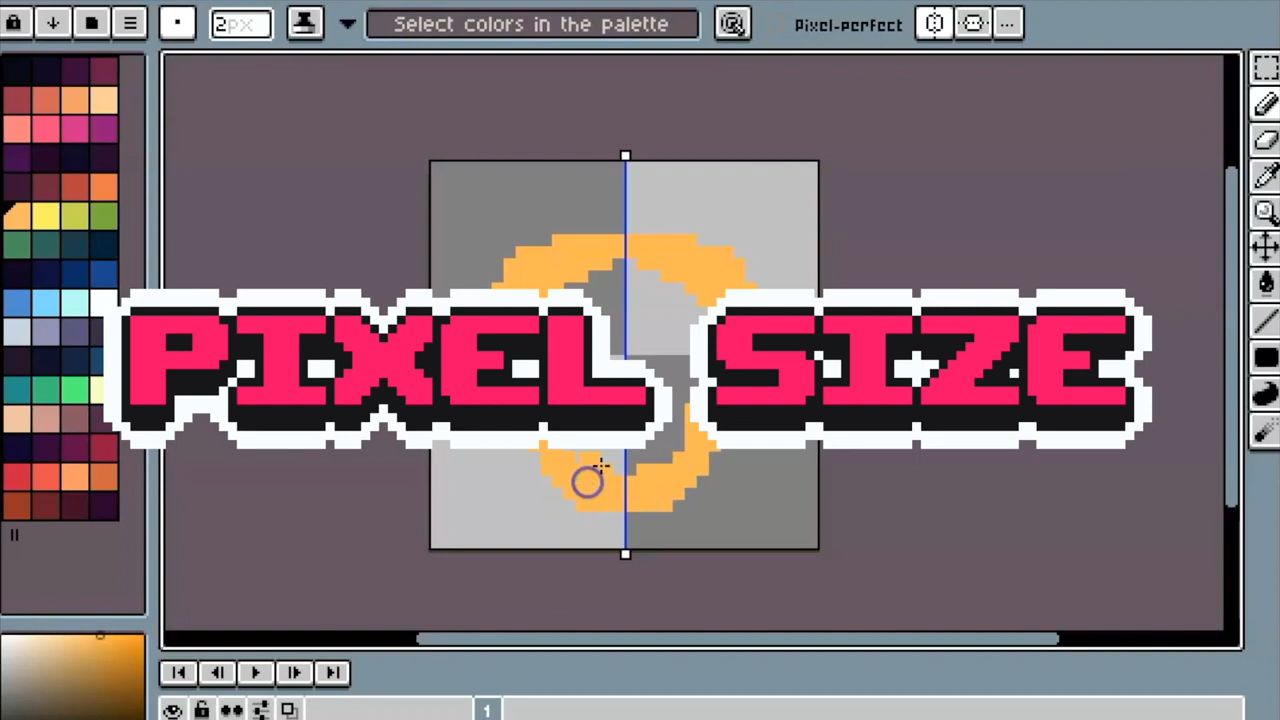 2px
Select colors in the palette
Pixel-perfect
...
PIXEL SIZE
1